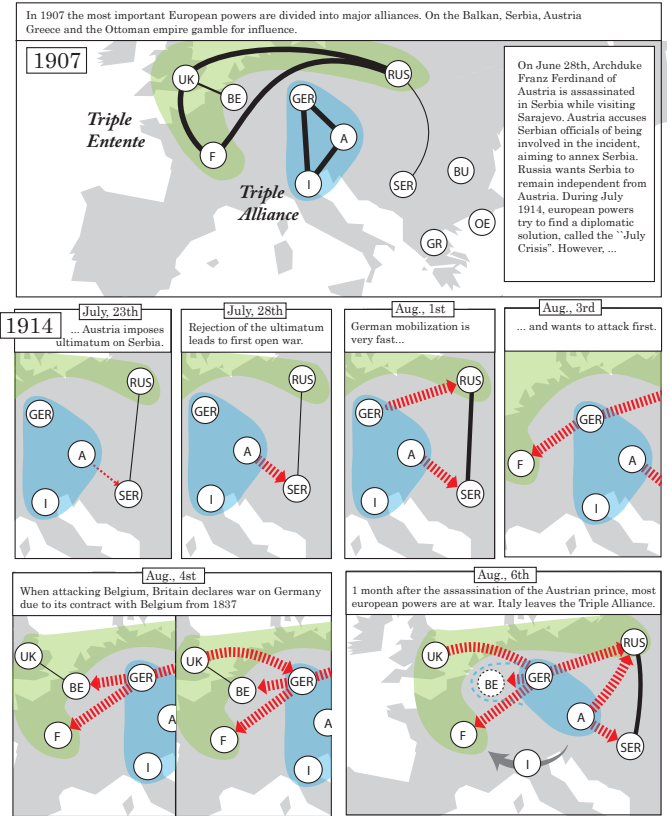 In 1907 the most important European powers are divided into major alliances. On the Balkan, Serbia, Austria
Greece and the Ottoman empire gamble for influence.
1907
UK
BE
F
RUS
GER
A
I
SER
BU
OE
GR
Triple
Entente
Triple
Alliance
On June 28th, Archduke
Franz Ferdinand of
Austria is assassinated
in Serbia while visiting
Sarajevo. Austria accuses
Serbian officials of being
involved in the incident,
aiming to annex Serbia.
Russia wants Serbia to
remain independent from
Austria. During July
1914, european powers
try to find a diplomatic
solution, called the ``July
Crisis”. However, ...
1914
July, 23th
... Austria imposes
ultimatum on Serbia.
RUS
GER
A
I
SER
July, 28th
Rejection of the ultimatum
leads to first open war.
RUS
GER
A
I
SER
Aug., 1st
German mobilization is
very fast...
RUS
GER
A
I
SER
Aug., 3rd
... and wants to attack first.
GER
F
A
I
Aug., 4st
When attacking Belgium, Britain declares war on Germany
due to its contract with Belgium from 1837
UK
BE
GER
F
A
I
UK
BE
GER
F
A
I
Aug., 6th
1 month after the assassination of the Austrian prince, most
european powers are at war. Italy leaves the Triple Alliance.
UK
RUS
BE
GER
F
A
SER
I